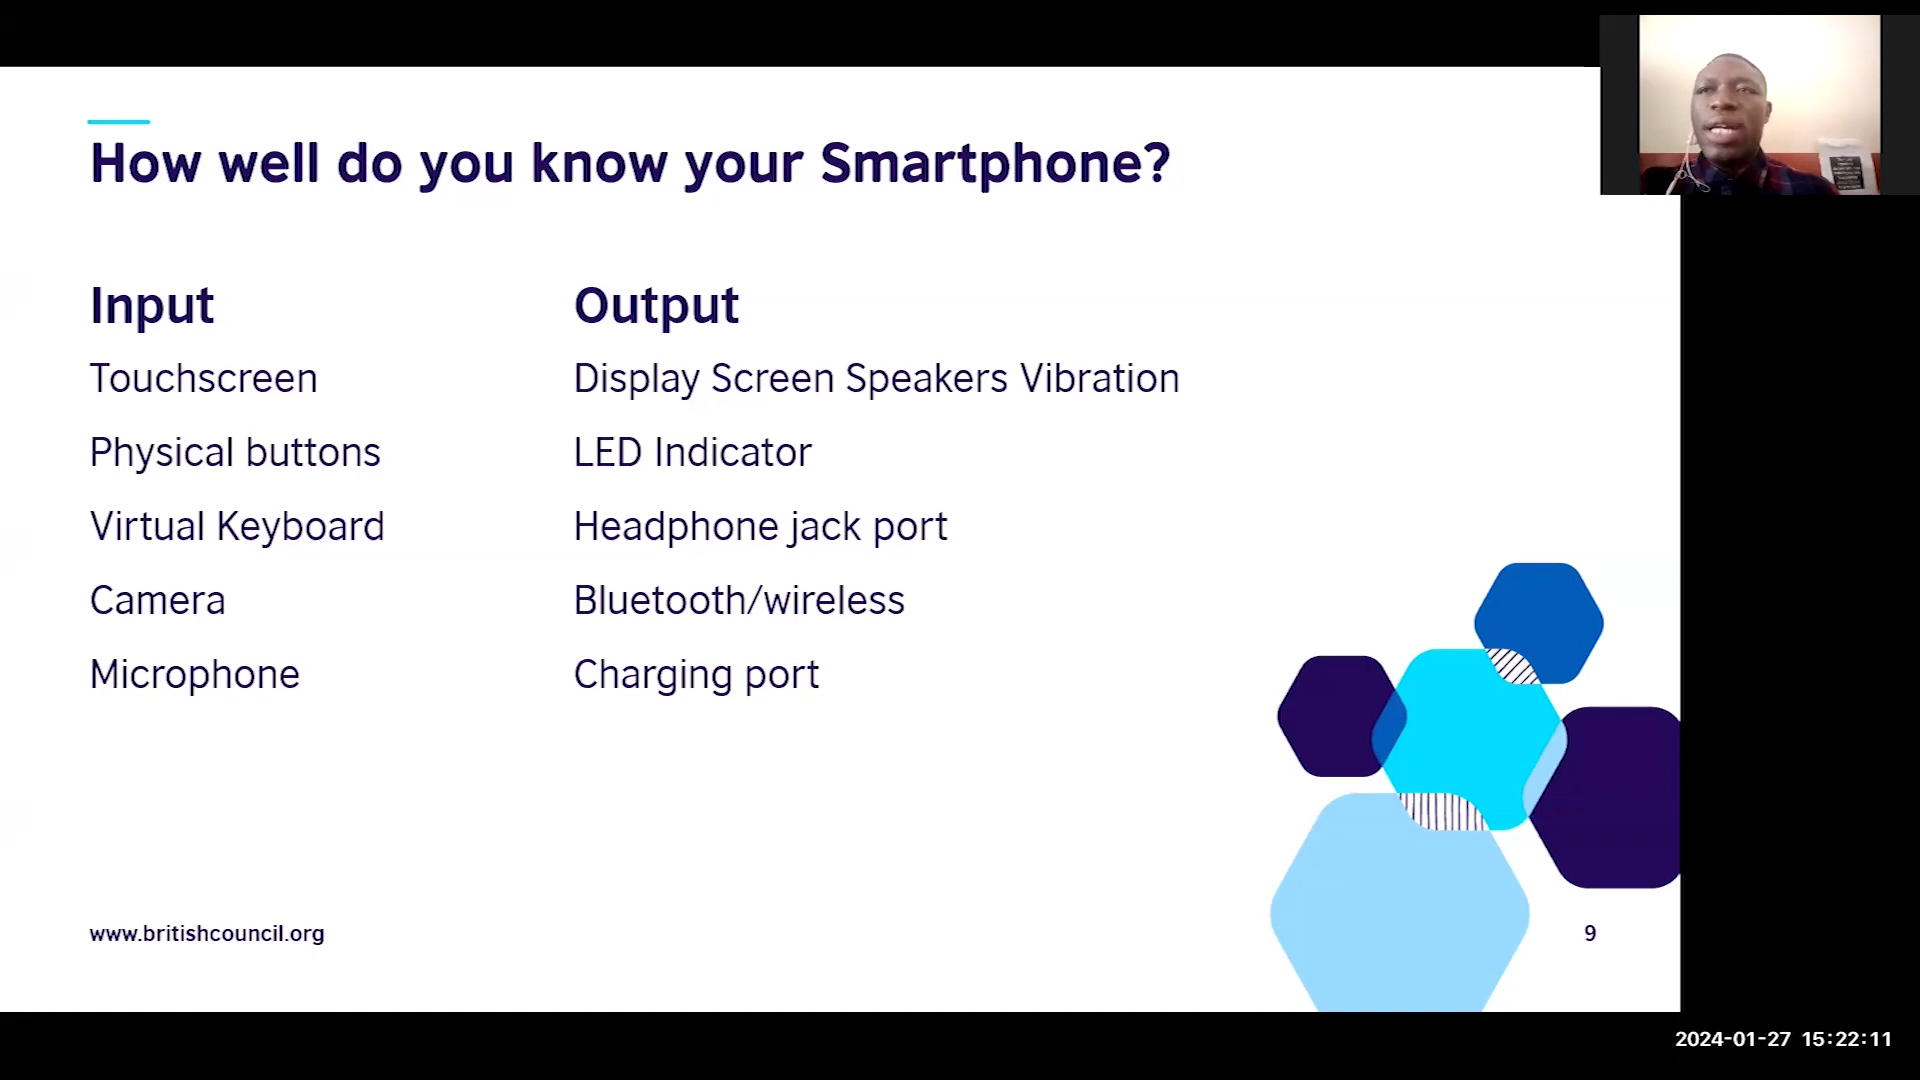 How well do you know your Smartphone?
Input
Touchscreen
Physical buttons
Virtual Keyboard
Camera
Microphone
Output
Display Screen Speakers Vibration
LED Indicator
Headphone jack port
Bluetooth/wireless
Charging port
www.britishcouncil.org
9
2024-01-27 15:22:11